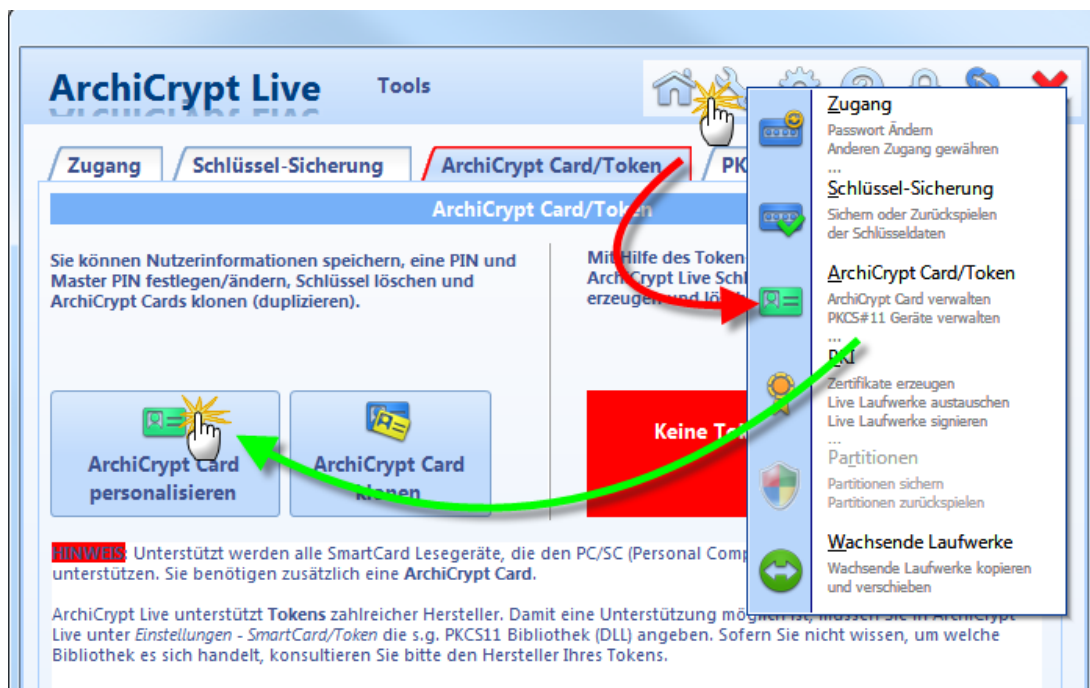 ArchiCrypt Live
Tools
Zugang
Schlüssel-Sicherung
ArchiCrypt Card/Token
ArchiCrypt Card/Token
Sie können Nutzerinformationen speichern, eine PIN und
Master PIN festlegen/ändern, Schlüssel löschen und
ArchiCrypt Cards klonen (duplizieren).
Mit Hilfe des Token
ArchiCrypt Live
erzeugen und
ArchiCrypt Card
personalisieren
ArchiCrypt Card
klonen
Keine
HINWEIS: Unterstützt werden alle SmartCard Lesegeräte, die den PC/SC (Personal
unterstützen. Sie benötigen zusätzlich eine ArchiCrypt Card.
ArchiCrypt Live unterstützt Tokens zahlreicher Hersteller. Damit eine Unterstützung möglich ist, müssen Sie in ArchiCrypt
Live unter Einstellungen - SmartCard/Token die s.g. PKCS11 Bibliothek (DLL) angeben. Sofern Sie nicht wissen, um welche
Bibliothek es sich handelt, konsultieren Sie bitte den Hersteller Ihres Tokens.
Zugang
Passwort Ändern
Anderen Zugang gewähren
...
Schlüssel-Sicherung
Sichern oder Zurückspielen
der Schlüsseldaten
ArchiCrypt Card/Token
ArchiCrypt Card verwalten
PKCS#11 Geräte verwalten
...
PKI
Zertifikate erzeugen
Live Laufwerke austauschen
Live Laufwerke signieren
...
Partitionen
Partitionen sichern
Partitionen zurückspielen
Wachsende Laufwerke
Wachsende Laufwerke kopieren
und verschieben